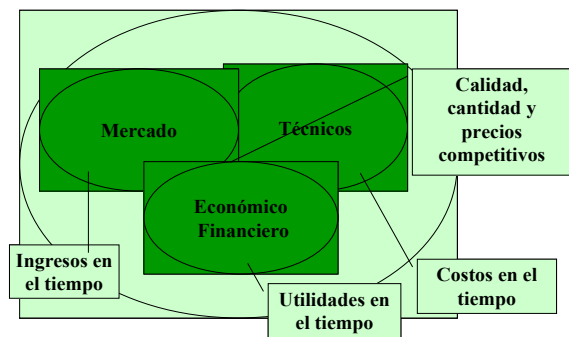 Mercado
Técnicos
Calidad,
cantidad y
precios
competitivos
Económico
Financiero
Ingresos en
el tiempo
Utilidades en
el tiempo
Costos en el
tiempo